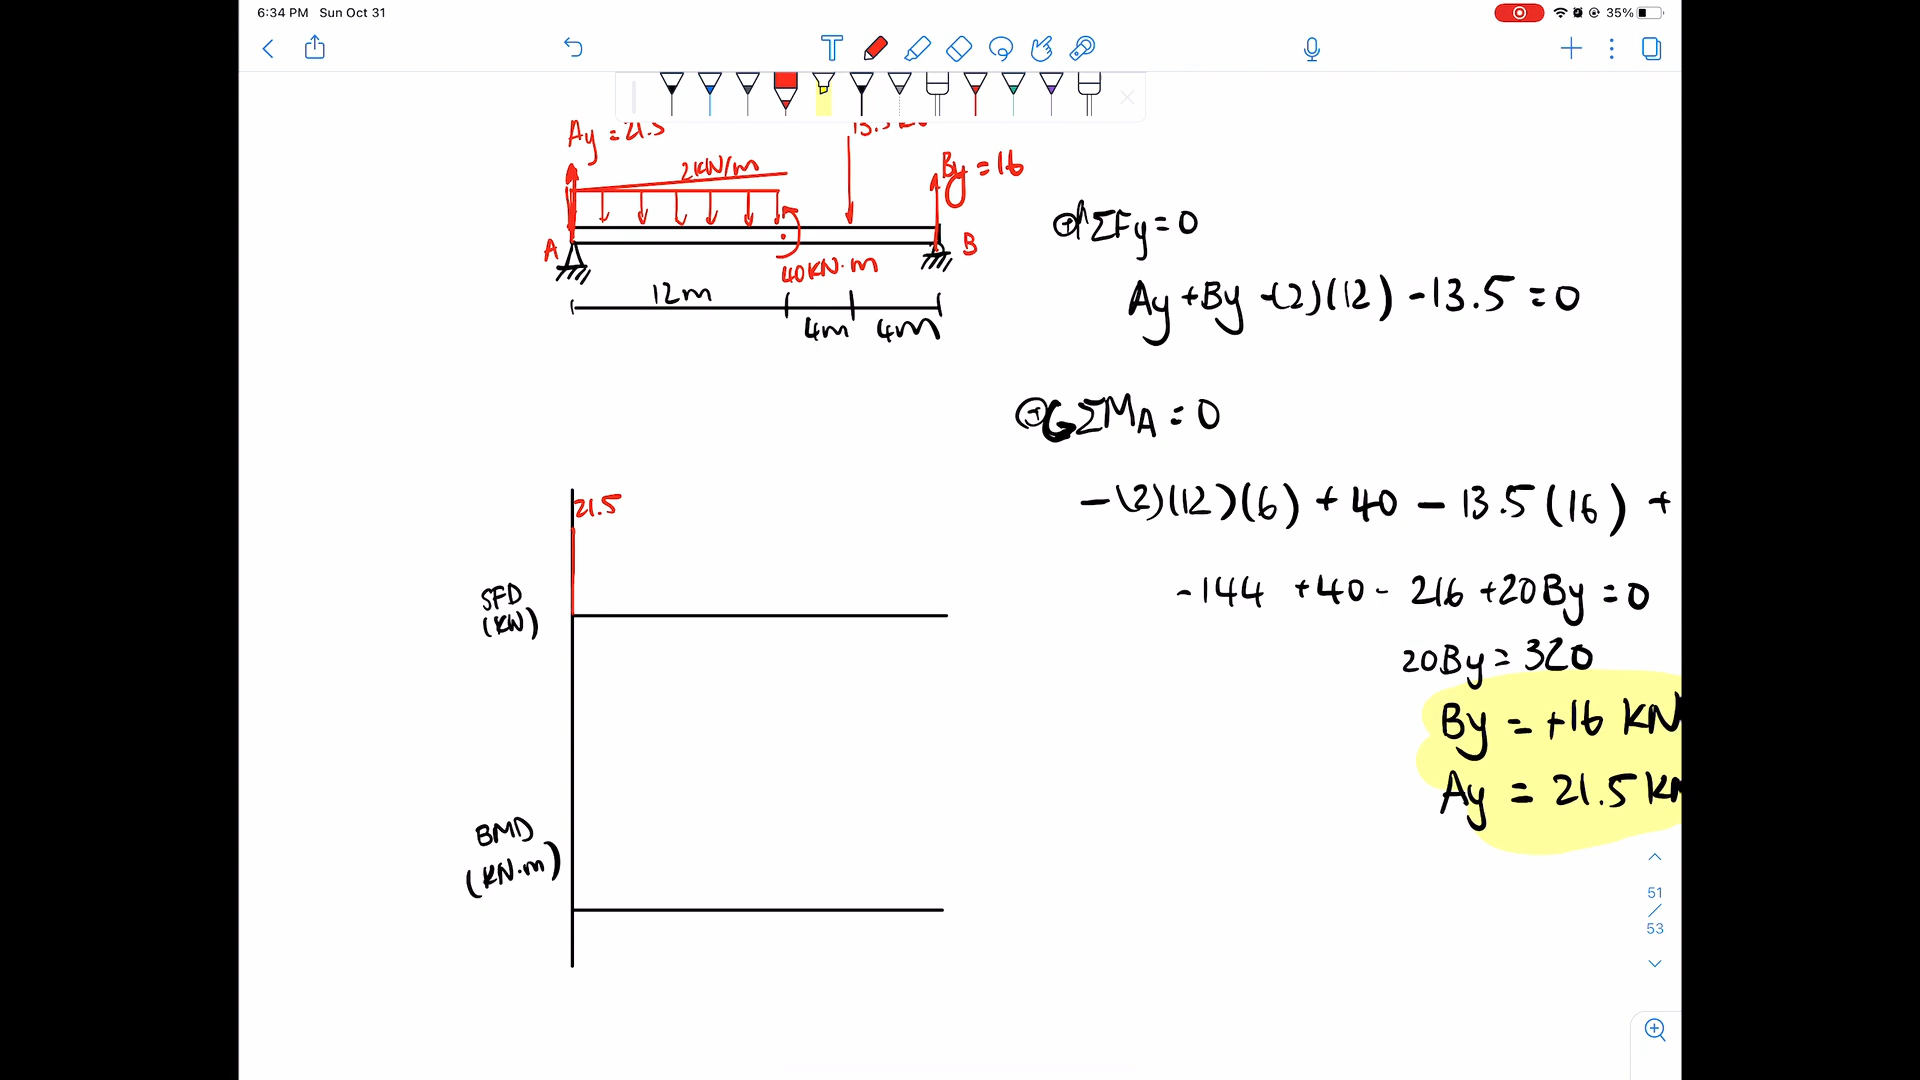 6:34 PM Sun Oct 31
35%
T
Ay = 21.5
2KN/m
By = 16
A
B
40KN·m
12m
4m 4m
+↑ΣFy=0
Ay +By -(2)(12) -13.5 =0
ΣMA = 0
-(2)(12)(6) + 40 - 13.5(16) +
-144 +40 - 216 +20By =0
20By = 320
By = +16 KN
Ay = 21.5 KN
21.5
SFD
(KN)
BMD
(KN·m)
51
/
53